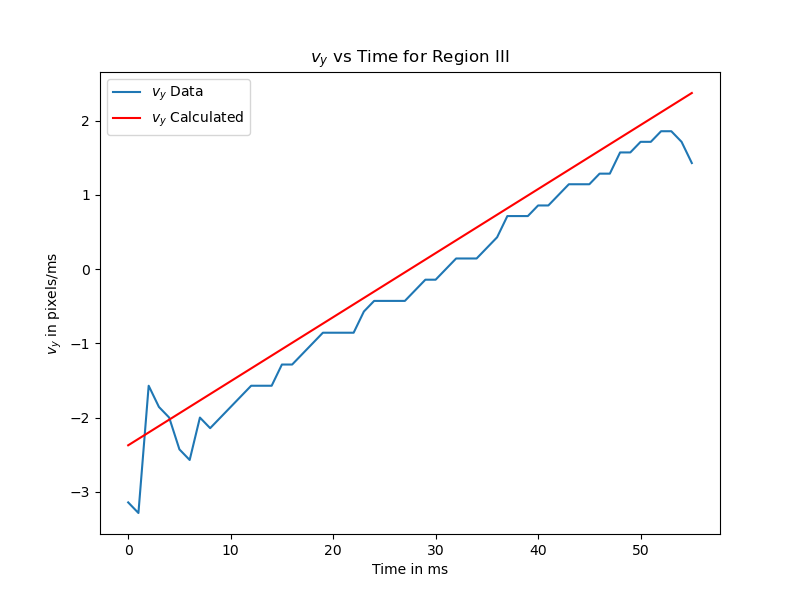 v_y vs Time for Region III
v_y Data
v_y Calculated
2
1
0
−1
−2
−3
v_y in pixels/ms
0 10 20 30 40 50
Time in ms